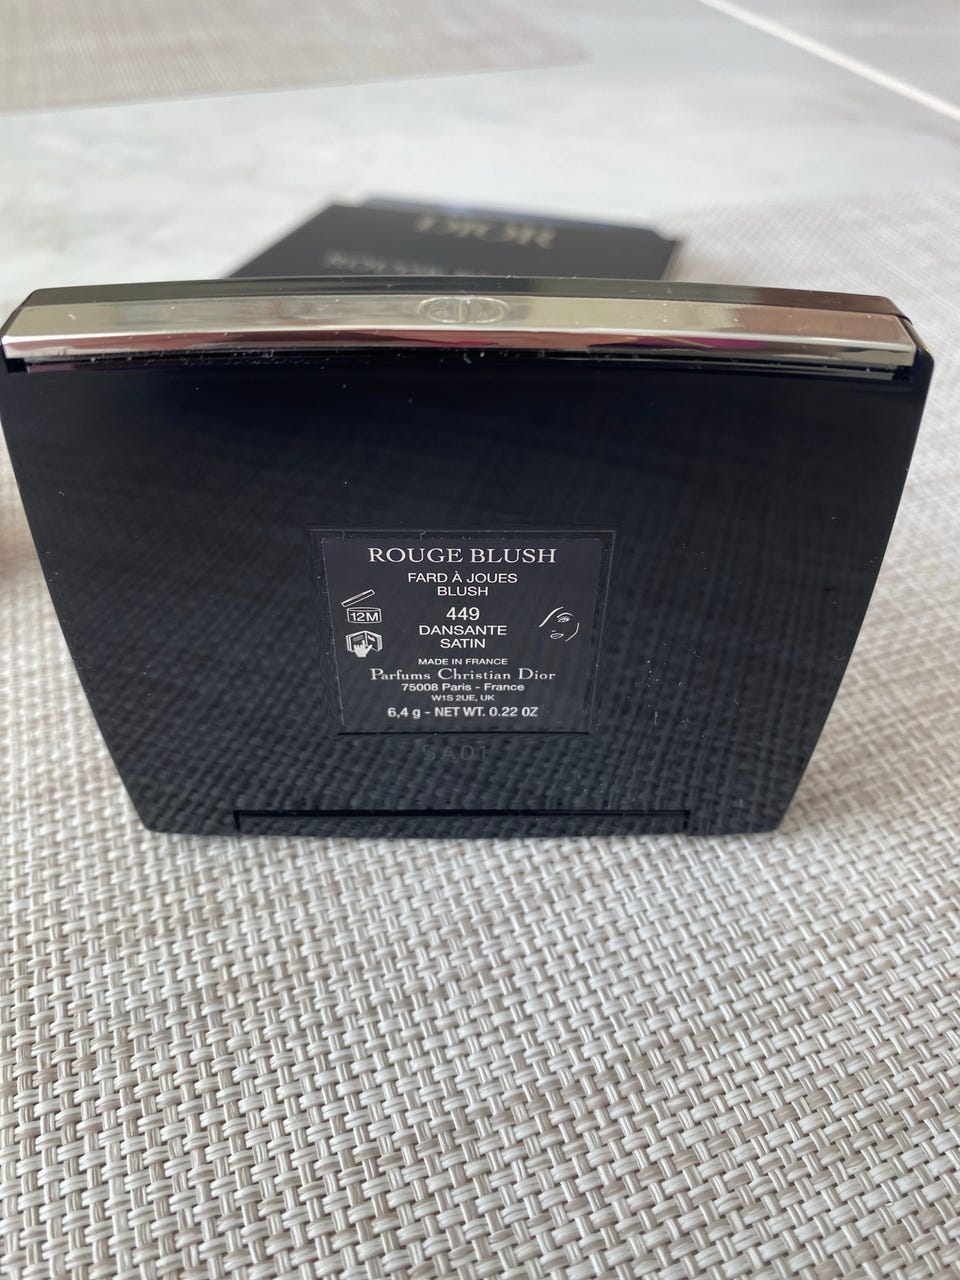 DIOR
ROUGE BLUSH
FARD À JOUES
BLUSH
12M
449
DANSANTE
SATIN
MADE IN FRANCE
Parfums Christian Dior
75008 Paris - France
W1S 2UE, UK
6,4 g - NET WT. 0.22 OZ
5A01